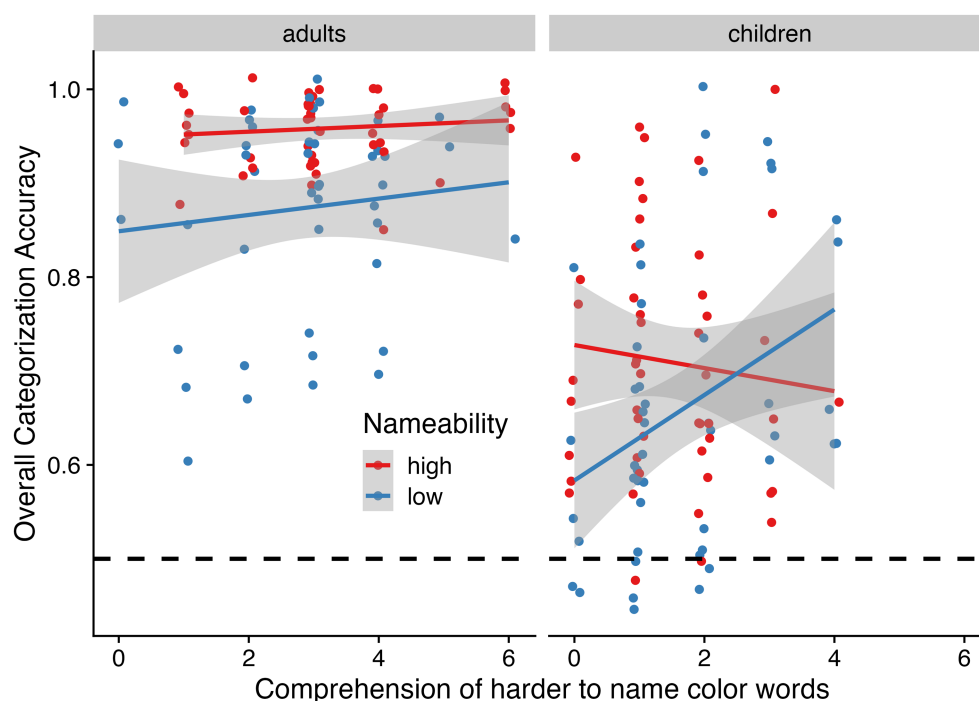 adults
children
Overall Categorization Accuracy
1.0
0.8
0.6
Nameability
high
low
0 2 4 6
0 2 4 6
Comprehension of harder to name color words